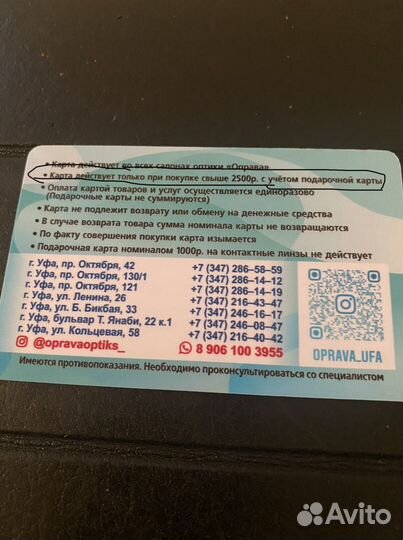 • Карта действует во всех салонах оптики «Оправа»
• Карта действует только при покупке свыше 2500р. с учётом подарочной карты
• Оплата картой товаров и услуг осуществляется единоразово
(Подарочные карты не суммируются)
• Карта не подлежит возврату или обмену на денежные средства
• В случае возврата товара сумма номинала карты не возвращаются
• По факту совершения покупки карта изымается
• Подарочная карта номиналом 1000р. на контактные линзы не действует
г. Уфа, пр. Октября, 42 +7 (347) 286-58-59
г. Уфа, пр. Октября, 130/1 +7 (347) 286-14-12
г. Уфа, пр. Октября, 121 +7 (347) 286-14-19
г. Уфа, ул. Ленина, 26 +7 (347) 216-43-47
г. Уфа, ул. Б. Бикбая, 33 +7 (347) 246-16-17
г. Уфа, бульвар Т. Янаби, 22 к.1 +7 (347) 246-08-47
г. Уфа, ул. Кольцевая, 58 +7 (347) 216-40-42
@opravaoptiks_ 8 906 100 3955
OPRAVA_UFA
Имеются противопоказания. Необходимо проконсультироваться со специалистом
Avito